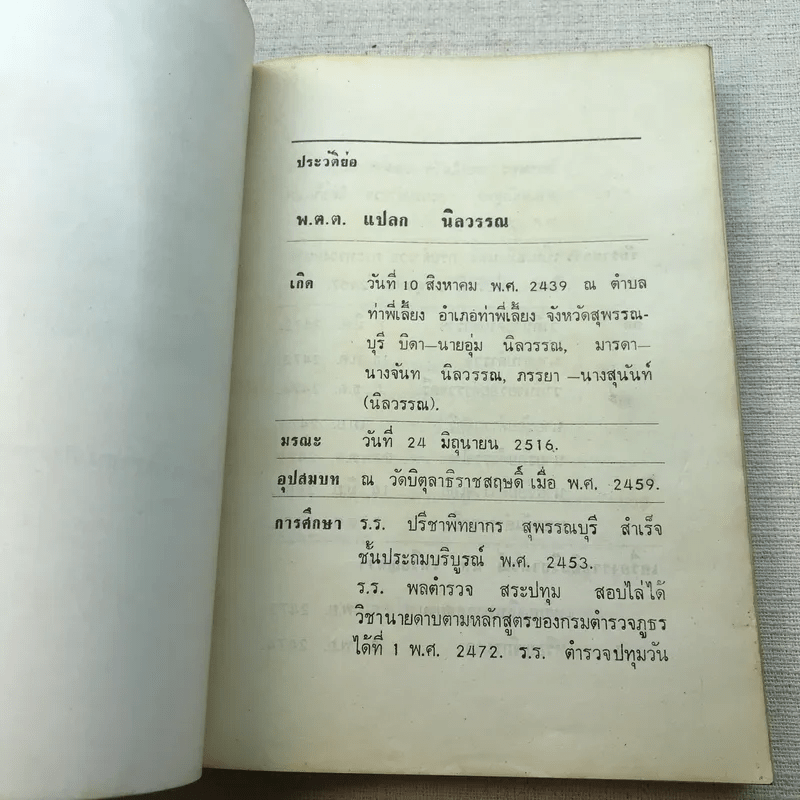 ประวัติย่อ
พ.ต.ต. แปลก นิลวรรณ
เกิด วันที่ 10 สิงหาคม พ.ศ. 2439 ณ ตำบล
ท่าพี่เลี้ยง อำเภอท่าพี่เลี้ยง จังหวัดสุพรรณ-
บุรี บิดา—นายอุ่ม นิลวรรณ, มารดา—
นางจันท นิลวรรณ, ภรรยา —นางสุนันท์
(นิลวรรณ).
มรณะ วันที่ 24 มิถุนายน 2516.
อุปสมบท ณ วัดบิตุลาธิราชสฤษดิ์ เมื่อ พ.ศ. 2459.
การศึกษา ร.ร. ปรีชาพิทยากร สุพรรณบุรี สำเร็จ
ชั้นประถมบริบูรณ์ พ.ศ. 2453.
ร.ร. พลตำรวจ สระปทุม สอบไล่ได้
วิชานายดาบตามหลักสูตรของกรมตำรวจภูธร
ได้ที่ 1 พ.ศ. 2472. ร.ร. ตำรวจปทุมวัน